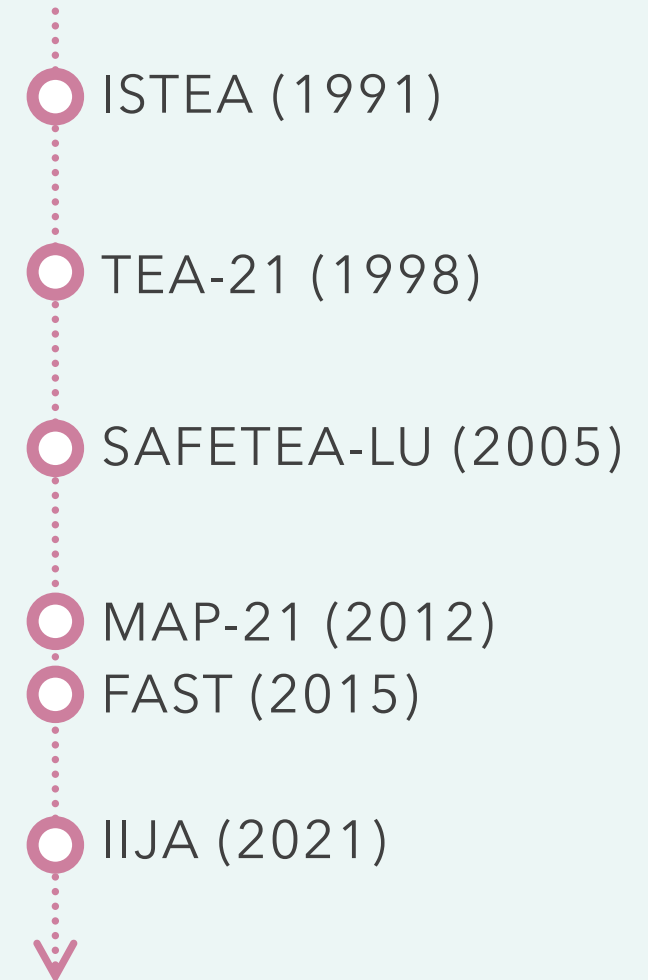 ISTEA (1991)
TEA-21 (1998)
SAFETEA-LU (2005)
MAP-21 (2012)
FAST (2015)
IIJA (2021)